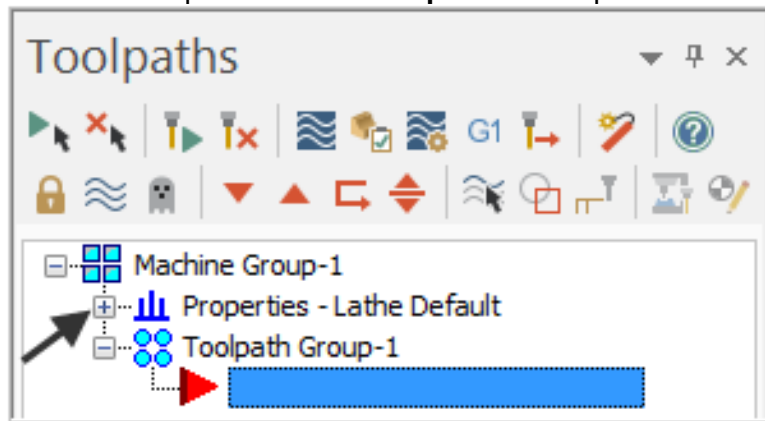 Toolpaths
G1
Machine Group-1
Properties - Lathe Default
Toolpath Group-1